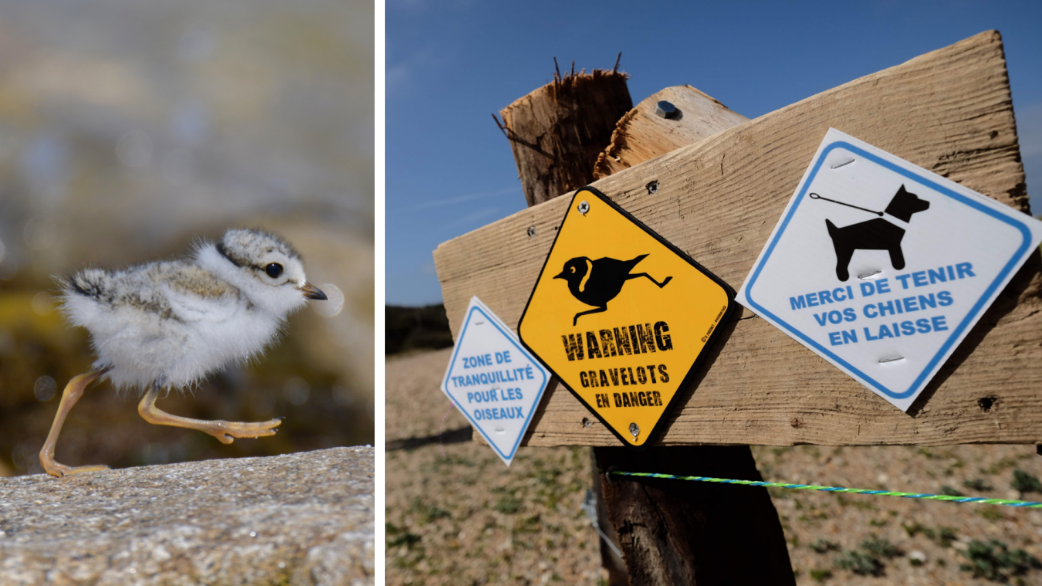 ZONE DE
TRANQUILLITÉ
POUR LES
OISEAUX
WARNING
GRAVELOTS
EN DANGER
MERCI DE TENIR
VOS CHIENS
EN LAISSE